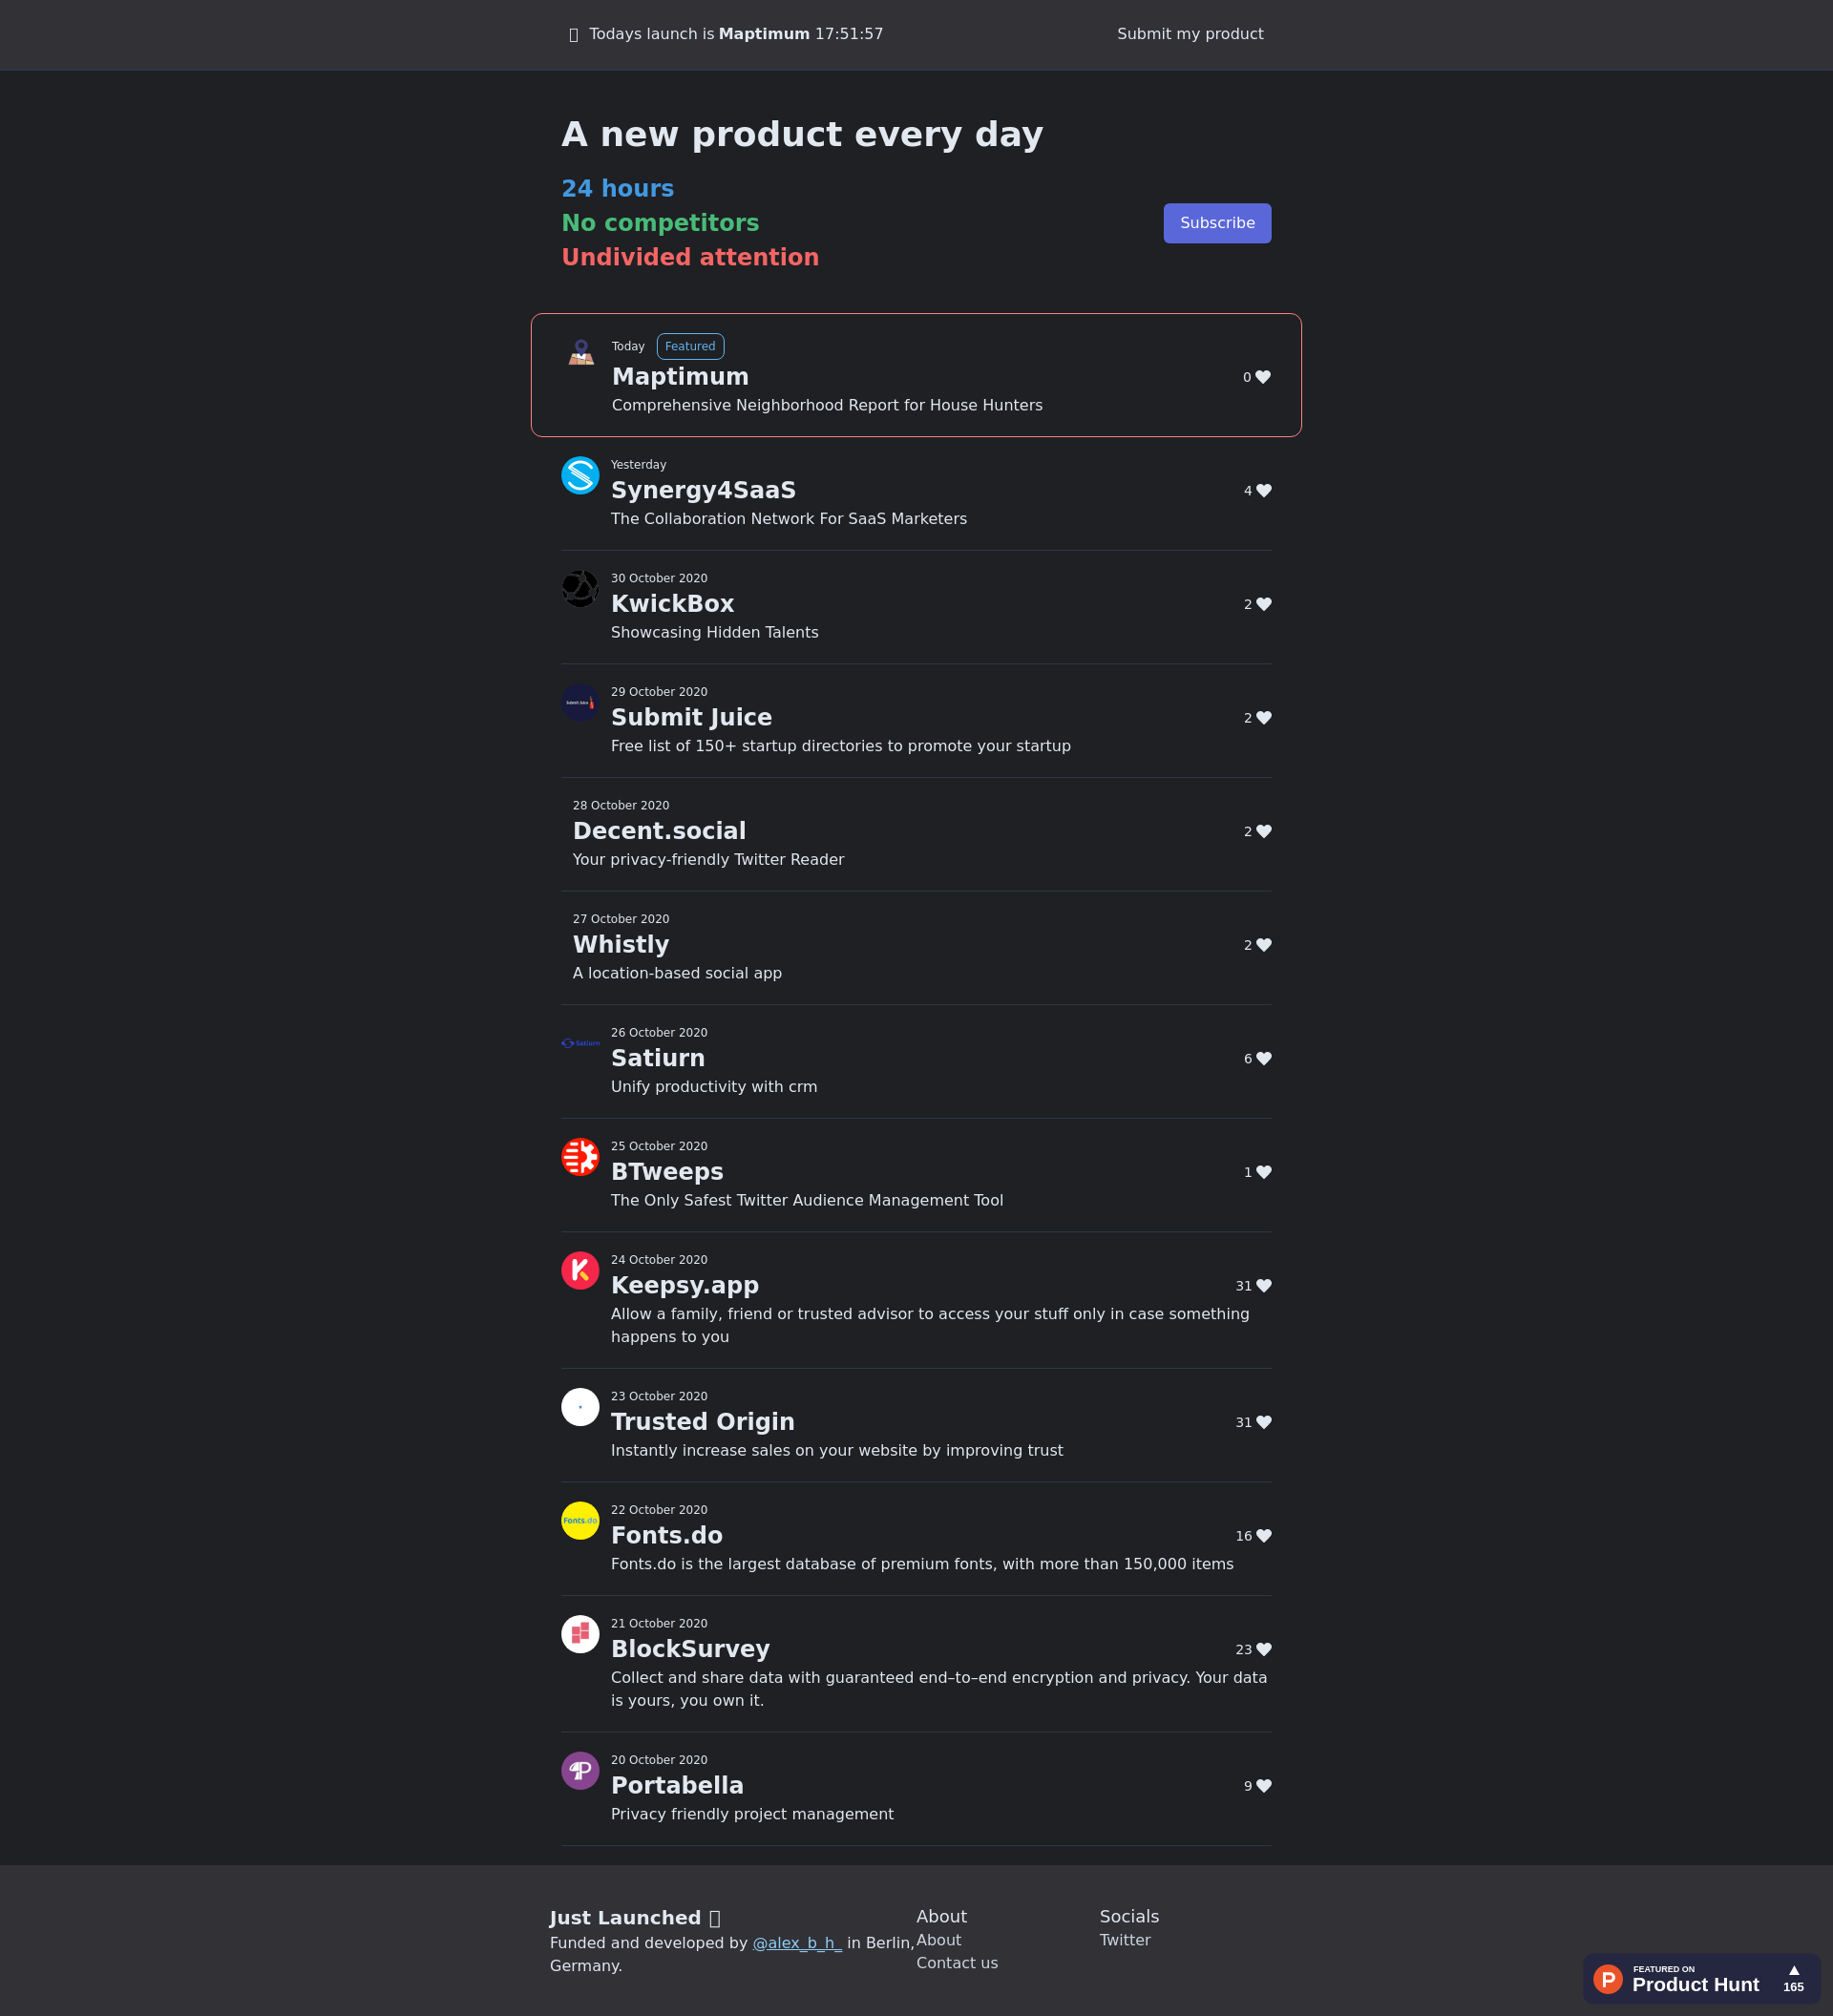 Todays launch is Maptimum 17:51:57
Submit my product
A new product every day
24 hours
No competitors
Undivided attention
Subscribe
Today
Featured
Maptimum
0
Comprehensive Neighborhood Report for House Hunters
Yesterday
Synergy4SaaS
4
The Collaboration Network For SaaS Marketers
30 October 2020
KwickBox
2
Showcasing Hidden Talents
29 October 2020
Submit Juice
Submit Juice
2
Free list of 150+ startup directories to promote your startup
28 October 2020
Decent.social
2
Your privacy-friendly Twitter Reader
27 October 2020
Whistly
2
A location-based social app
26 October 2020
Satiurn
Satiurn
6
Unify productivity with crm
25 October 2020
BTweeps
1
The Only Safest Twitter Audience Management Tool
24 October 2020
Keepsy.app
31
Allow a family, friend or trusted advisor to access your stuff only in case something
happens to you
23 October 2020
Trusted Origin
31
Instantly increase sales on your website by improving trust
22 October 2020
Fonts.do
Fonts.do
16
Fonts.do is the largest database of premium fonts, with more than 150,000 items
21 October 2020
BlockSurvey
23
Collect and share data with guaranteed end–to–end encryption and privacy. Your data
is yours, you own it.
20 October 2020
Portabella
9
Privacy friendly project management
Just Launched
Funded and developed by @alex_b_h_ in Berlin,
Germany.
About
About
Contact us
Socials
Twitter
P
FEATURED ON
Product Hunt
165